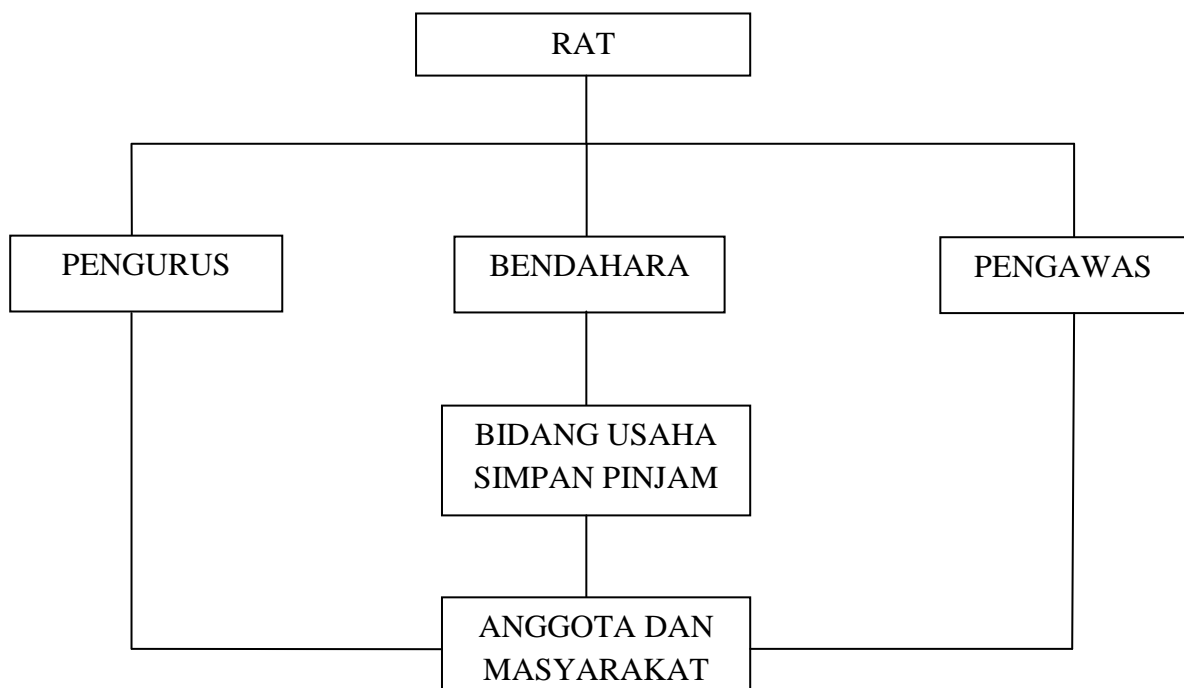 RAT
PENGURUS
BENDAHARA
PENGAWAS
BIDANG USAHA
SIMPAN PINJAM
ANGGOTA DAN
MASYARAKAT